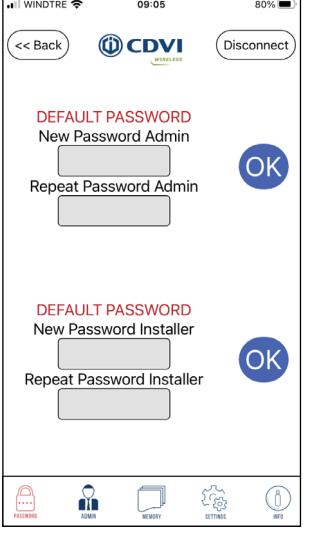 WINDTRE 09:05 80%
<< Back CDVI Disconnect
WIRELESS
DEFAULT PASSWORD
New Password Admin
OK
Repeat Password Admin
DEFAULT PASSWORD
New Password Installer
OK
Repeat Password Installer
PASSWORD ADMIN MEMORY SETTINGS INFO